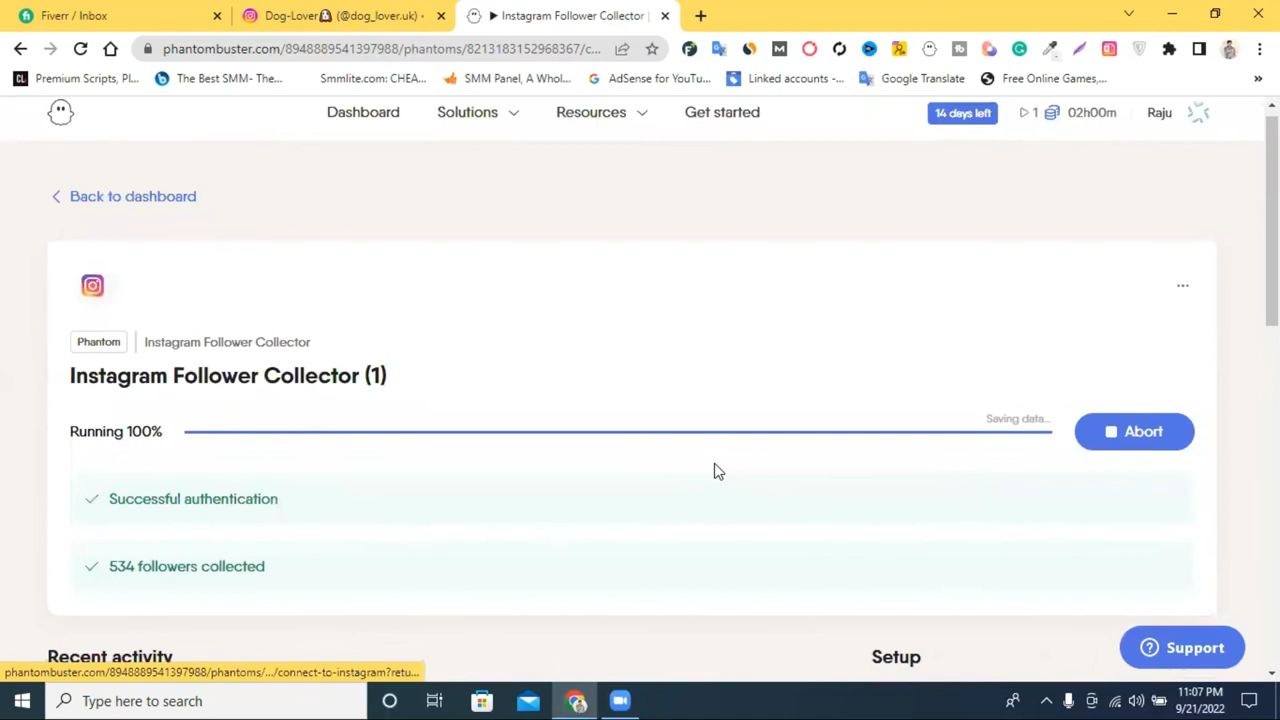 Fiverr / Inbox
Dog-Lover (@dog_lover.uk) •
Instagram Follower Collector |
phantombuster.com/8948889541397988/phantoms/8213183152968367/c...
Premium Scripts, Pl...
The Best SMM- The...
Smmlite.com: CHEA...
SMM Panel, A Whol...
AdSense for YouTu...
Linked accounts -...
Google Translate
Free Online Games,...
Dashboard
Solutions
Resources
Get started
14 days left
1
02h00m
Raju
Back to dashboard
Phantom
Instagram Follower Collector
Instagram Follower Collector (1)
Running 100%
Saving data...
Abort
Successful authentication
534 followers collected
Recent activity
Setup
Support
phantombuster.com/8948889541397988/phantoms/.../connect-to-instagram?retu...
Type here to search
11:07 PM
9/21/2022